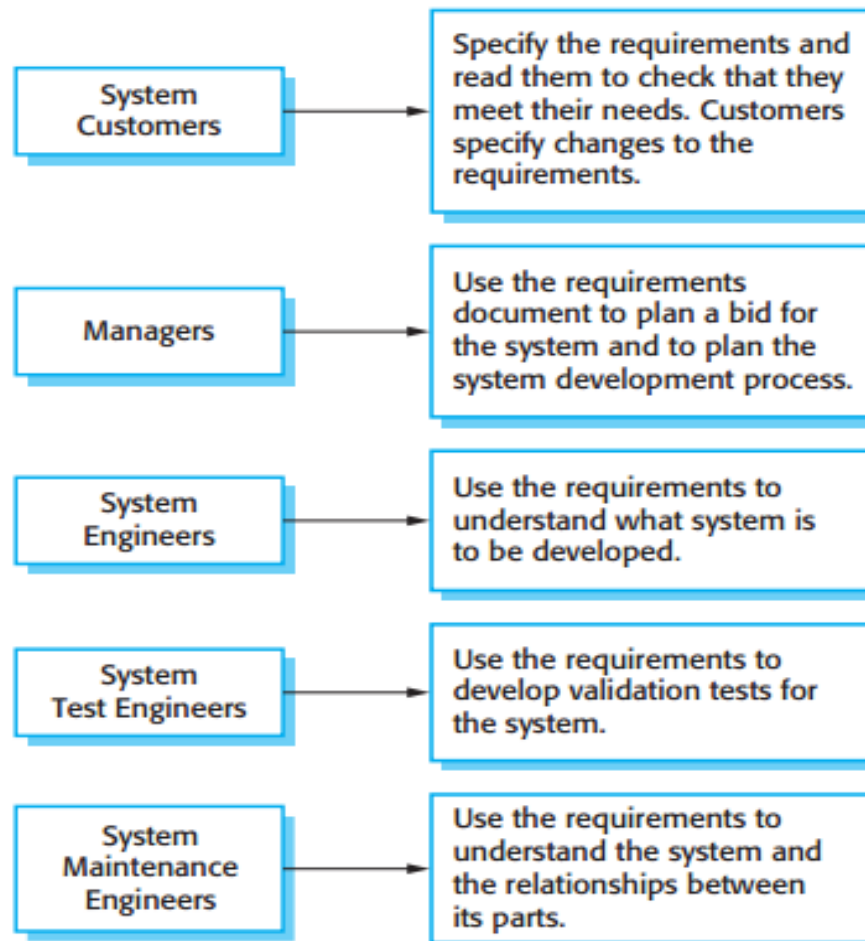 System
Customers
Specify the requirements and
read them to check that they
meet their needs. Customers
specify changes to the
requirements.
Managers
Use the requirements
document to plan a bid for
the system and to plan the
system development process.
System
Engineers
Use the requirements to
understand what system is
to be developed.
System
Test Engineers
Use the requirements to
develop validation tests for
the system.
System
Maintenance
Engineers
Use the requirements to
understand the system and
the relationships between
its parts.